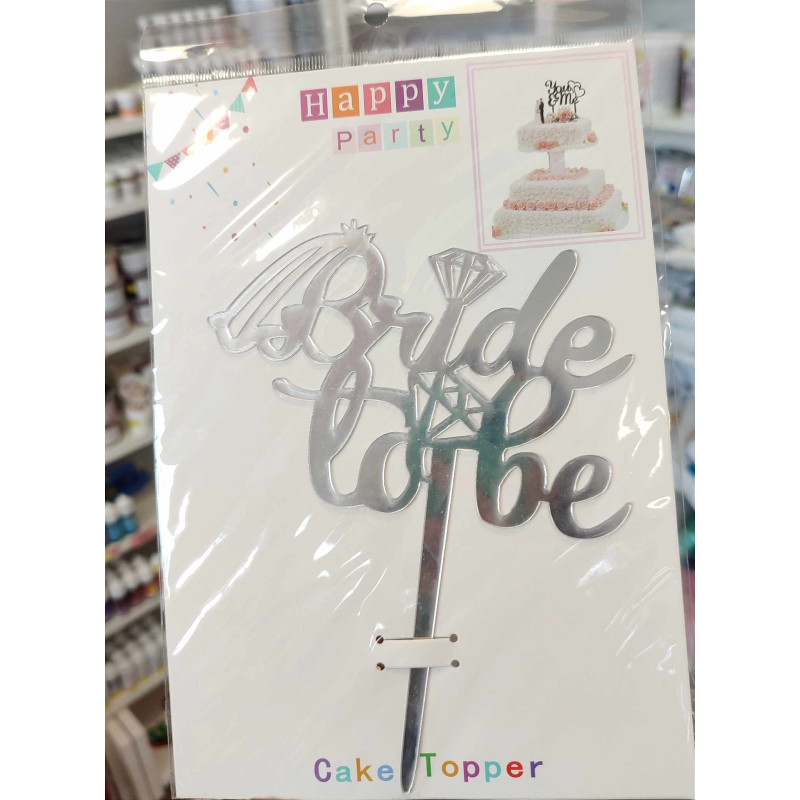 Happy
Party
You
& Me
Bride
to be
Cake Topper